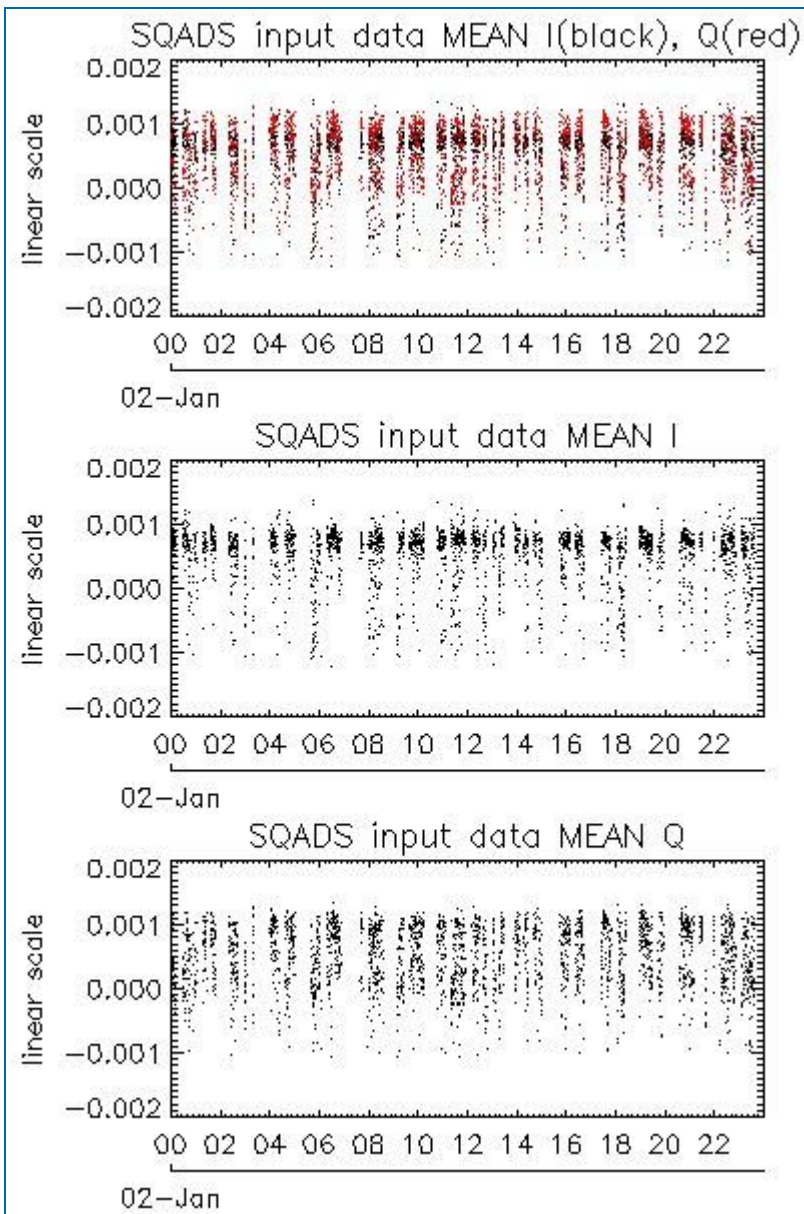 SQADS input data MEAN I(black), Q(red)
0.002
0.001
0.000
-0.001
-0.002
linear scale
00 02 04 06 08 10 12 14 16 18 20 22
02-Jan
SQADS input data MEAN I
0.002
0.001
0.000
-0.001
-0.002
linear scale
00 02 04 06 08 10 12 14 16 18 20 22
02-Jan
SQADS input data MEAN Q
0.002
0.001
0.000
-0.001
-0.002
linear scale
00 02 04 06 08 10 12 14 16 18 20 22
02-Jan